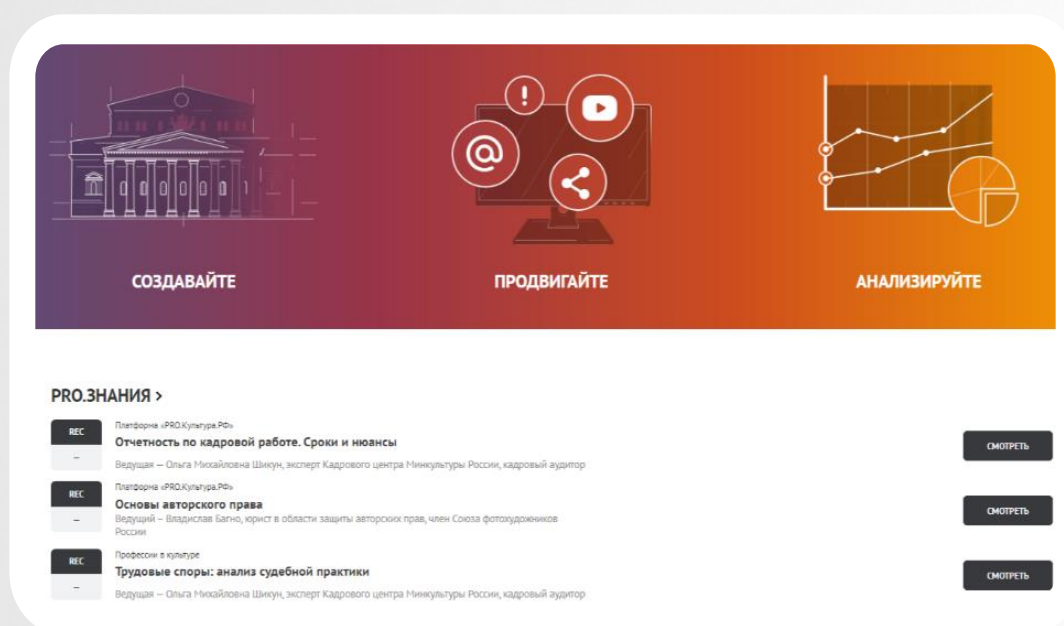 СОЗДАВАЙТЕ
ПРОДВИГАЙТЕ
АНАЛИЗИРУЙТЕ
PRO.ЗНАНИЯ >
REC
–
Платформа «PRO.Культура.РФ»
Отчетность по кадровой работе. Сроки и нюансы
Ведущая — Ольга Михайловна Шикун, эксперт Кадрового центра Минкультуры России, кадровый аудитор
СМОТРЕТЬ
REC
–
Платформа «PRO.Культура.РФ»
Основы авторского права
Ведущий – Владислав Багно, юрист в области защиты авторских прав, член Союза фотохудожников
России
СМОТРЕТЬ
REC
–
Профессии в культуре
Трудовые споры: анализ судебной практики
Ведущая — Ольга Михайловна Шикун, эксперт Кадрового центра Минкультуры России, кадровый аудитор
СМОТРЕТЬ